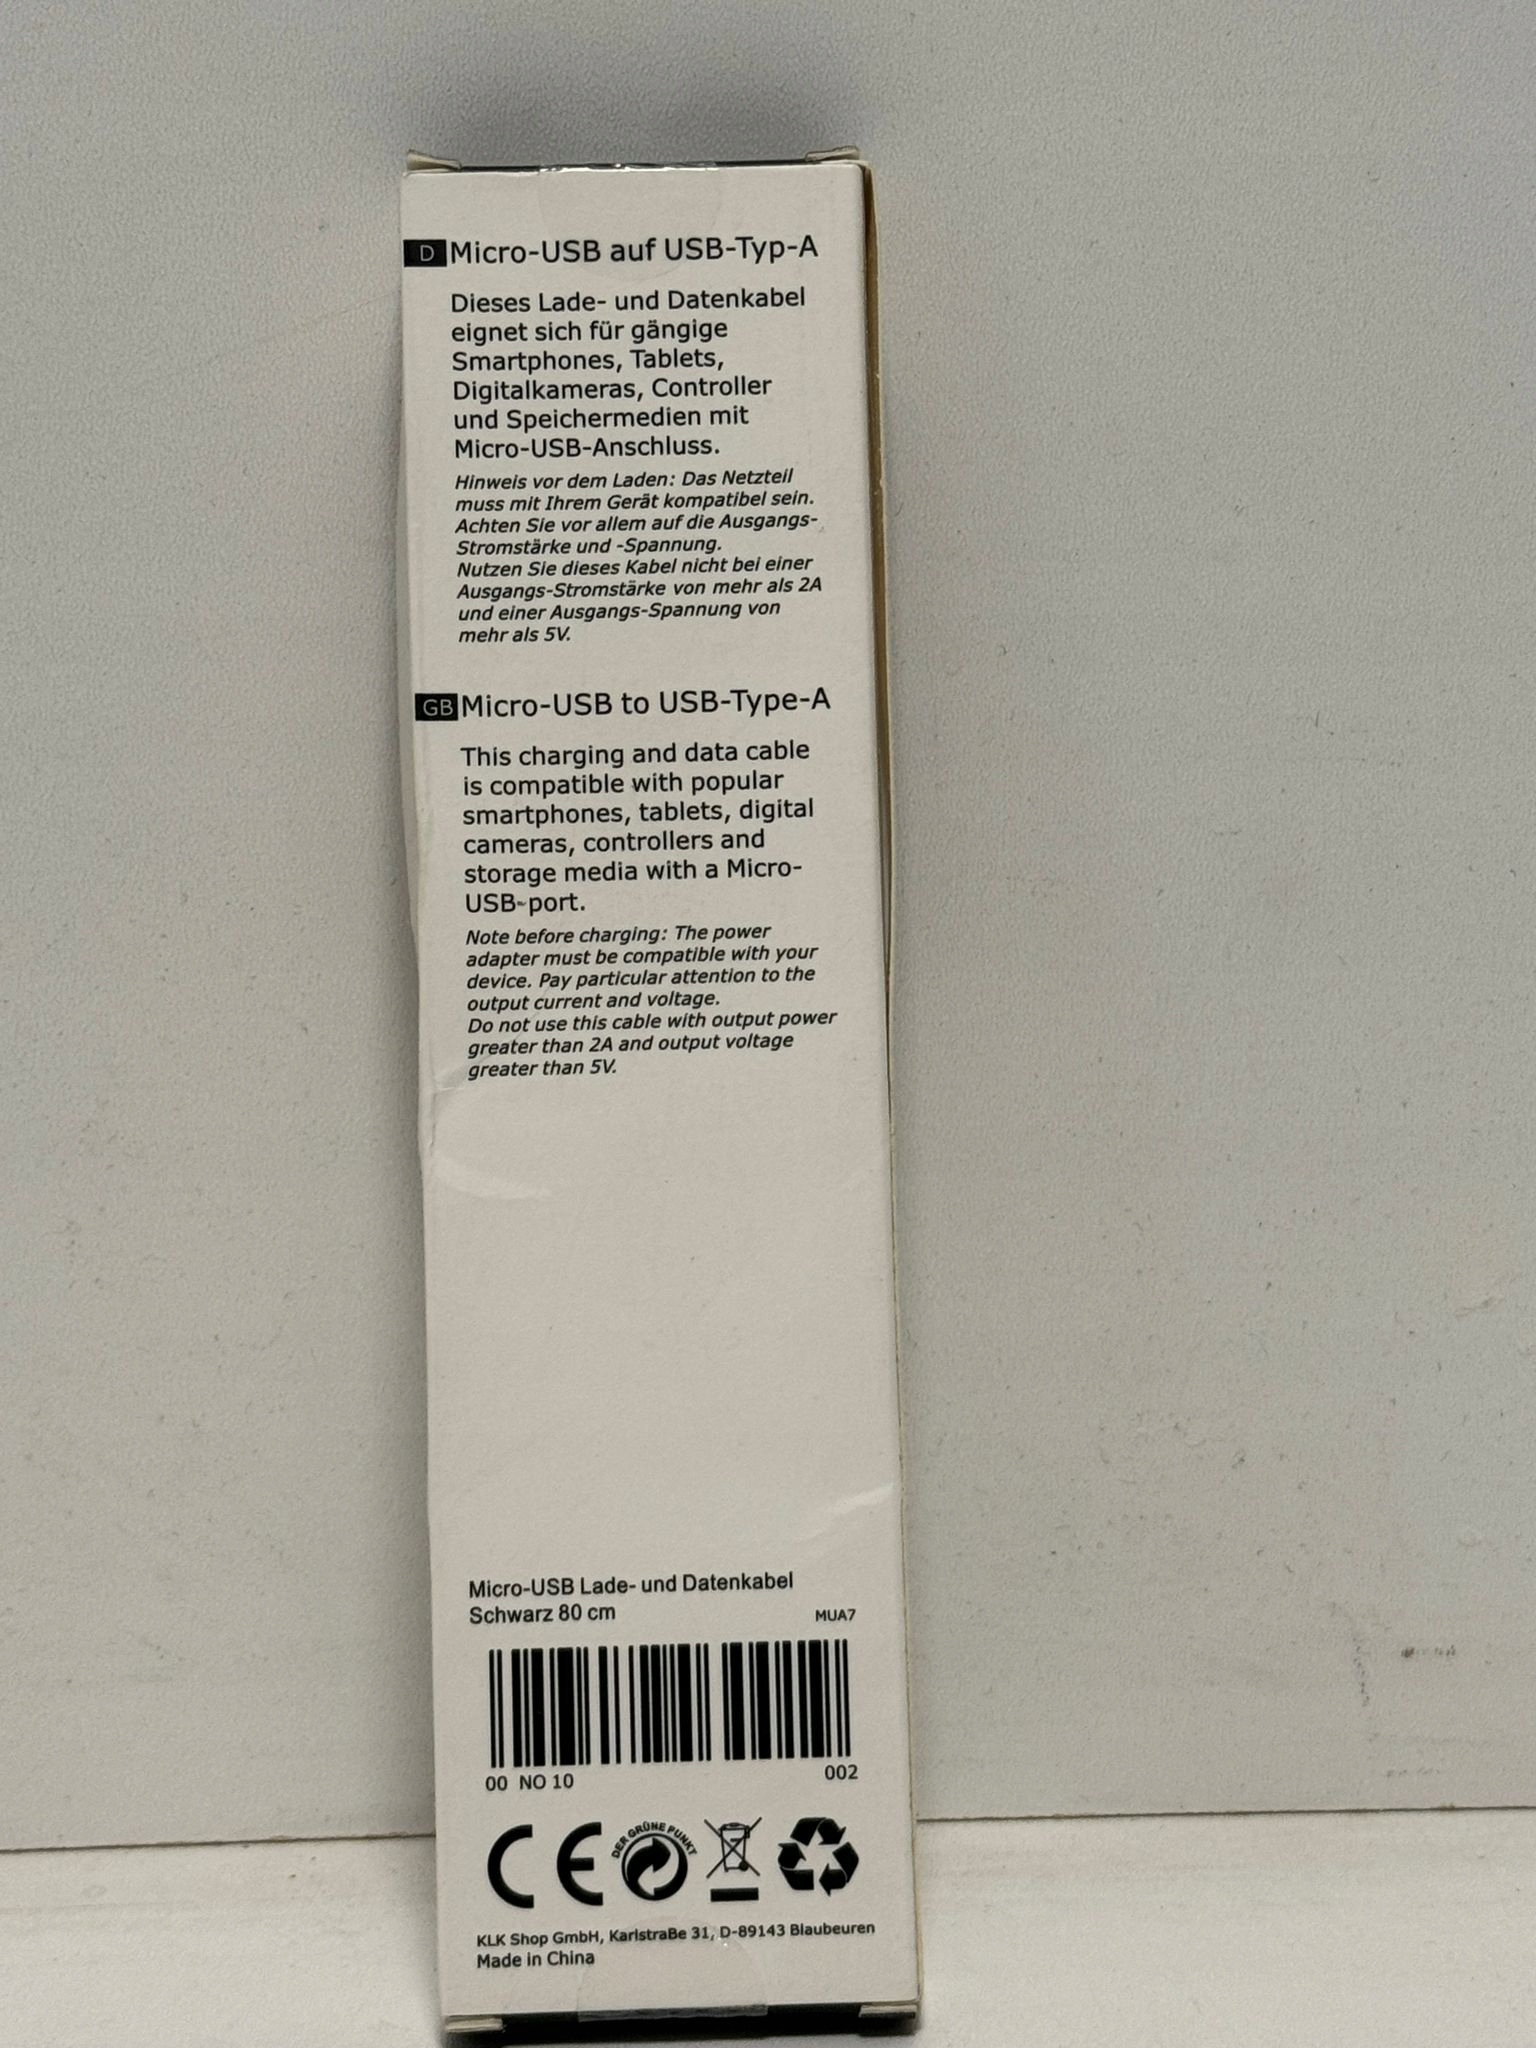 D Micro-USB auf USB-Typ-A
Dieses Lade- und Datenkabel
eignet sich für gängige
Smartphones, Tablets,
Digitalkameras, Controller
und Speichermedien mit
Micro-USB-Anschluss.
Hinweis vor dem Laden: Das Netzteil
muss mit Ihrem Gerät kompatibel sein.
Achten Sie vor allem auf die Ausgangs-
Stromstärke und -Spannung.
Nutzen Sie dieses Kabel nicht bei einer
Ausgangs-Stromstärke von mehr als 2A
und einer Ausgangs-Spannung von
mehr als 5V.
GB Micro-USB to USB-Type-A
This charging and data cable
is compatible with popular
smartphones, tablets, digital
cameras, controllers and
storage media with a Micro-
USB-port.
Note before charging: The power
adapter must be compatible with your
device. Pay particular attention to the
output current and voltage.
Do not use this cable with output power
greater than 2A and output voltage
greater than 5V.
Micro-USB Lade- und Datenkabel
Schwarz 80 cm MUA7
00 NO 10 002
CE DER GRÜNE PUNKT
KLK Shop GmbH, KarlstraBe 31, D-89143 Blaubeuren
Made in China